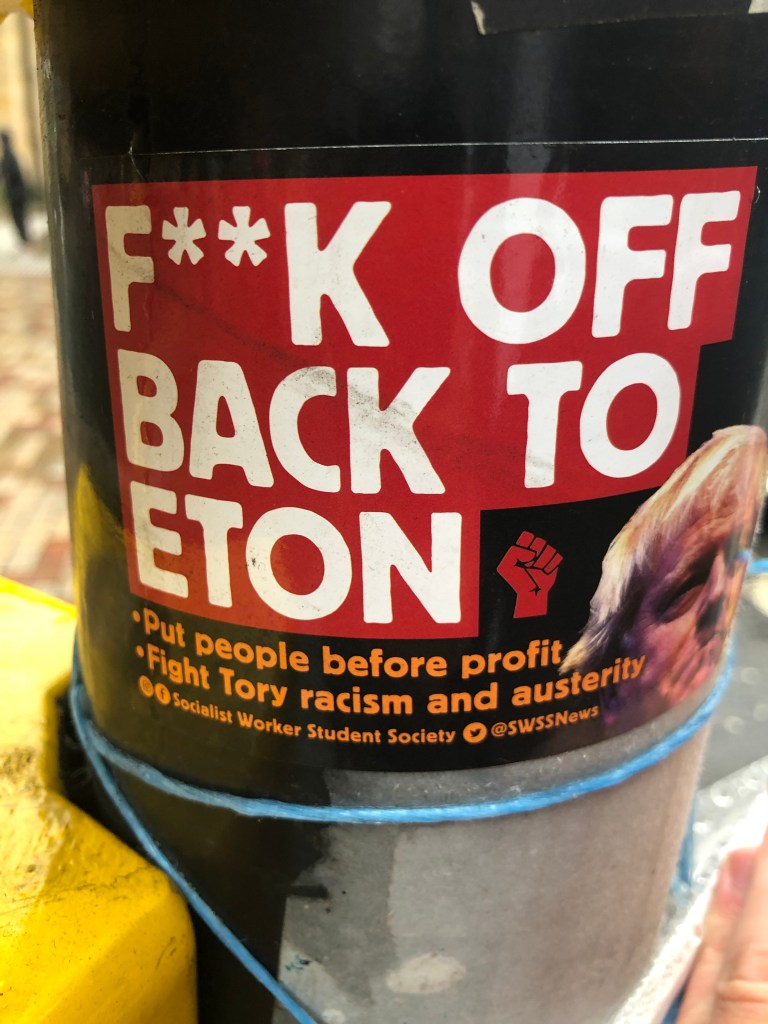 F**K OFF
BACK TO
ETON
•Put people before profit
•Fight Tory racism and austerity
Socialist Worker Student Society @SWSSNews